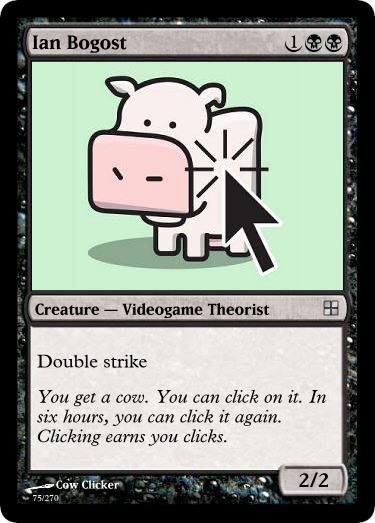 Ian Bogost 1
Creature — Videogame Theorist
Double strike
You get a cow. You can click on it. In
six hours, you can click it again.
Clicking earns you clicks.
Cow Clicker
75/270
2/2